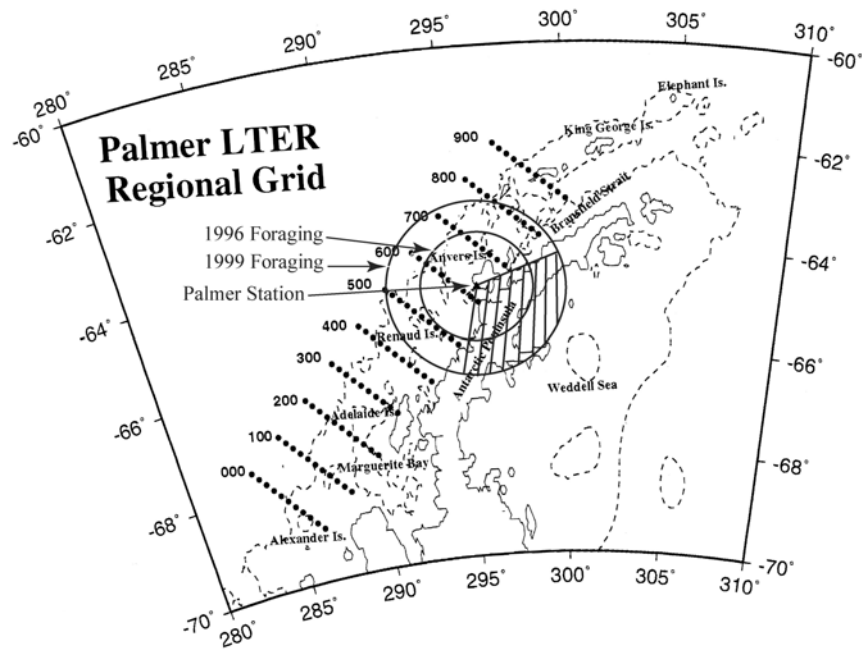 280°
285°
290°
295°
300°
305°
310°
-60°
-60°
Palmer LTER
Regional Grid
Elephant Is.
King George Is.
900
800
Bransfield Strait
-62°
-62°
700
1996 Foraging
600
Anvers Is.
1999 Foraging
500
Palmer Station
-64°
-64°
400
Renaud Is.
Antarctic Peninsula
300
Weddell Sea
-66°
-66°
200
Adelaide Is.
100
Marguerite Bay
000
-68°
-68°
Alexander Is.
-70°
-70°
280°
285°
290°
295°
300°
305°
310°